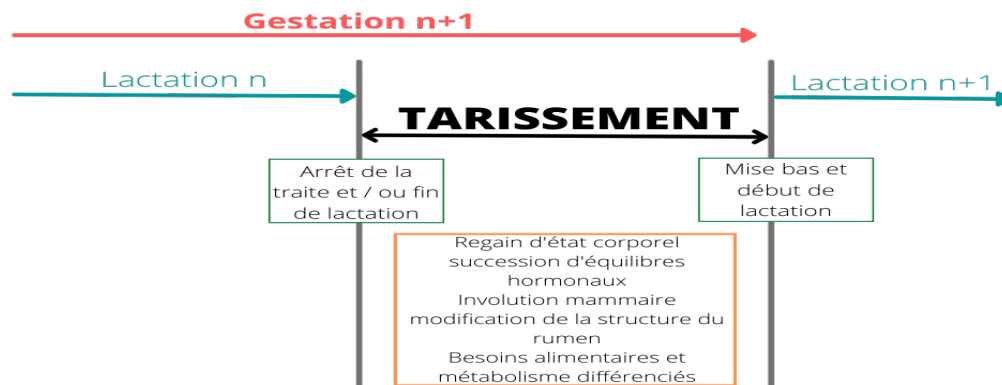 Gestation n+1
Lactation n
Lactation n+1
TARISSEMENT
Arrêt de la
traite et / ou fin
de lactation
Mise bas et
début de
lactation
Regain d'état corporel
succession d'équilibres
hormonaux
Involution mammaire
modification de la structure du
rumen
Besoins alimentaires et
métabolisme différenciés